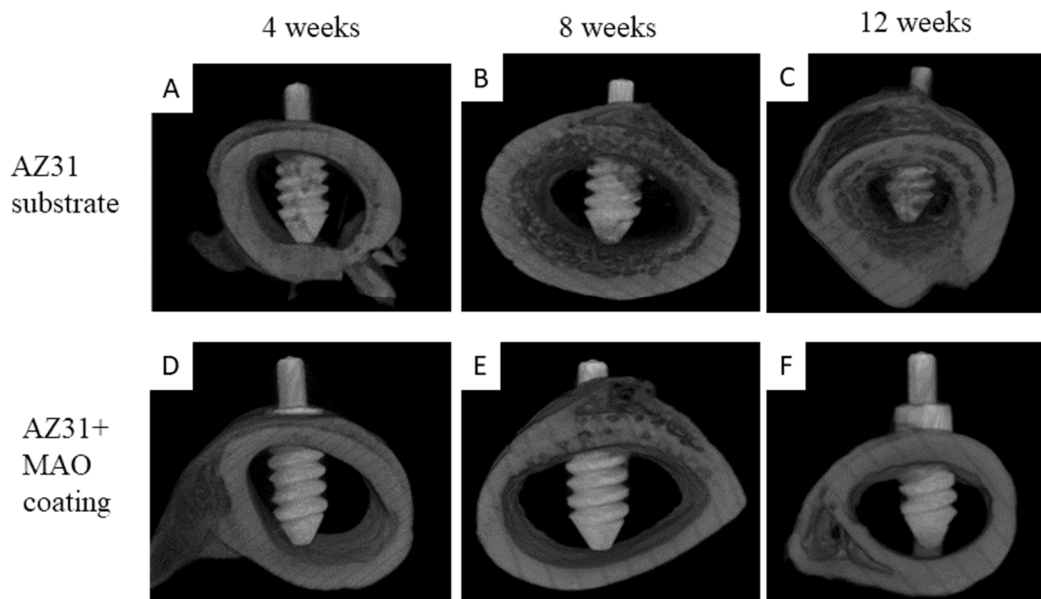 4 weeks
8 weeks
12 weeks
A
B
C
AZ31
substrate
D
E
F
AZ31+
MAO
coating